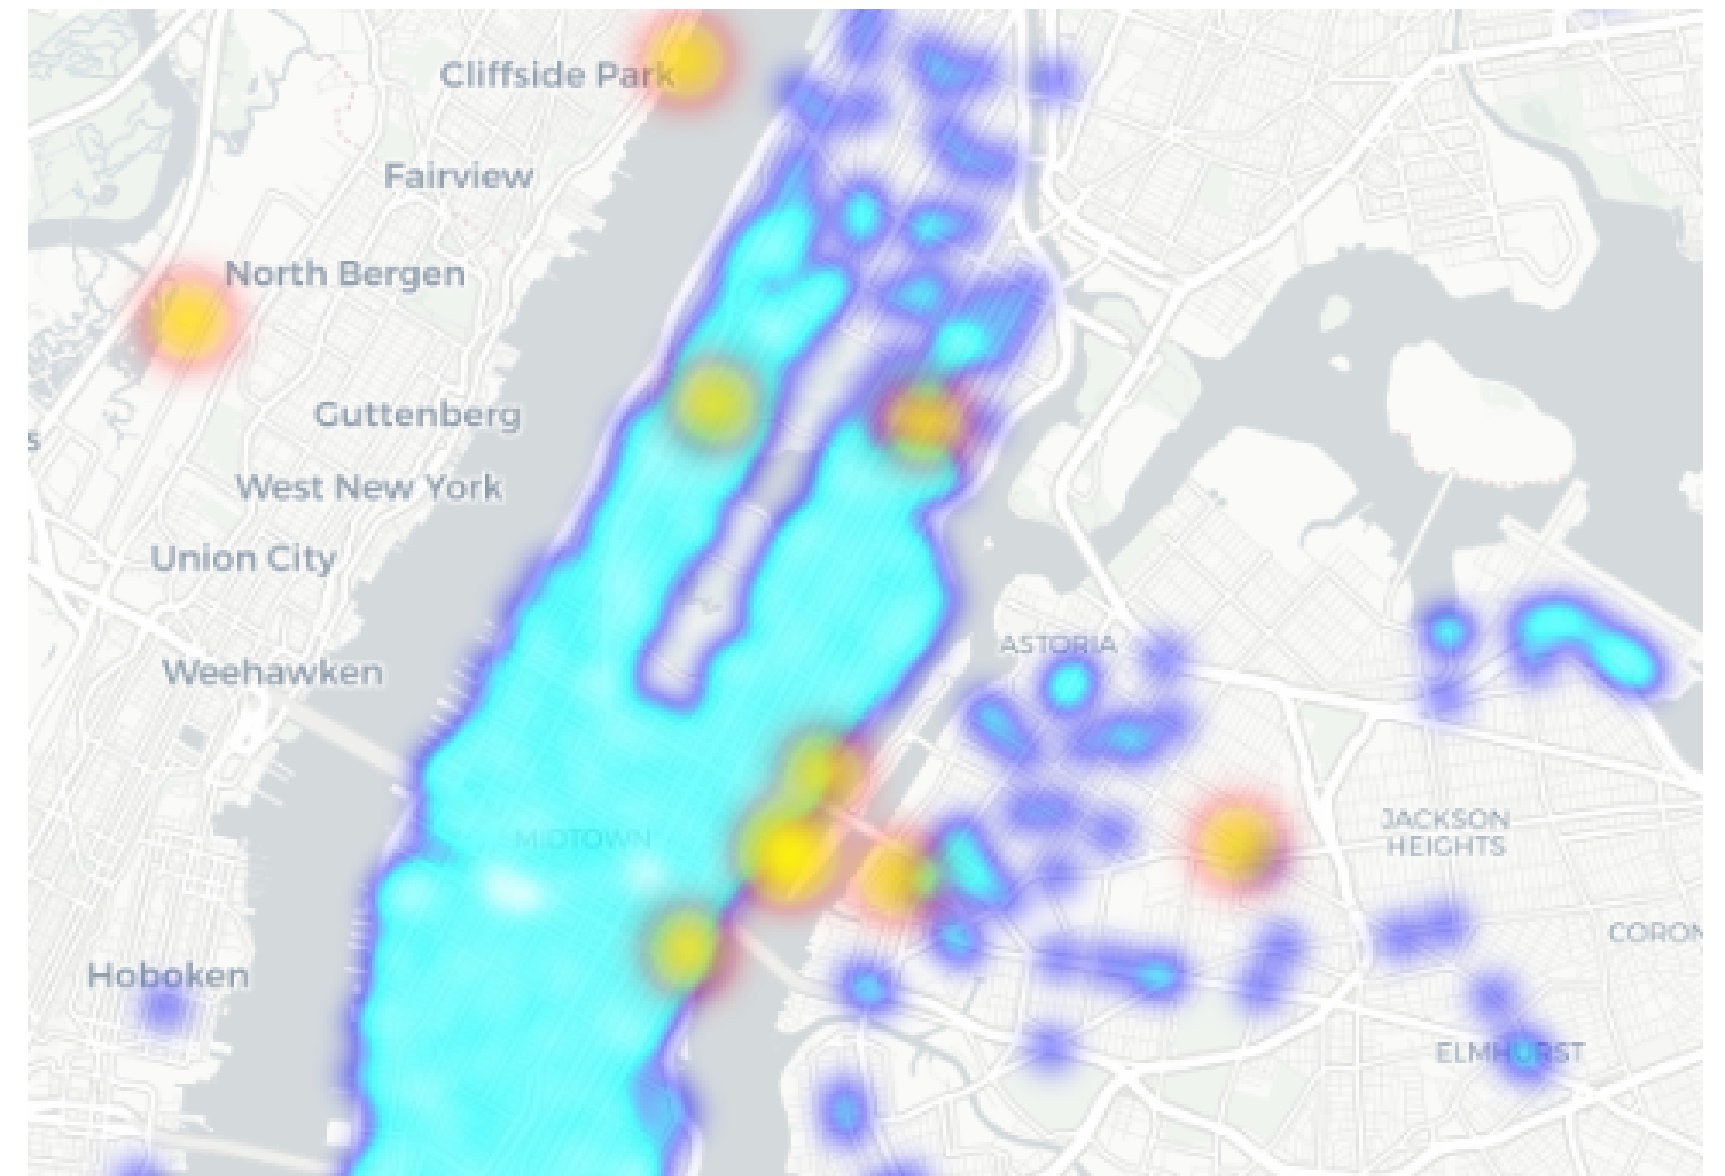 Cliffside Park
Fairview
North Bergen
Guttenberg
s
West New York
Union City
ASTORIA
Weehawken
MIDTOWN
JACKSON
HEIGHTS
CORON
Hoboken
ELMHURST